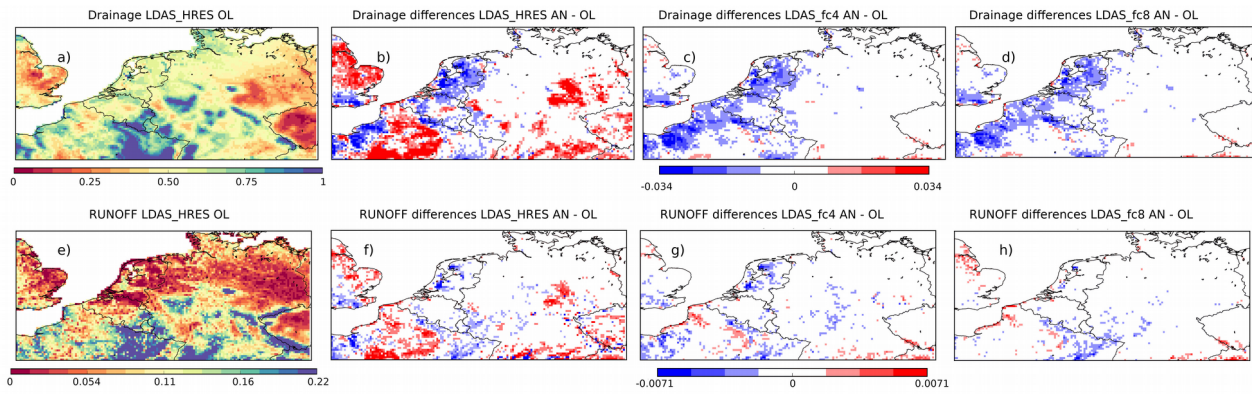 Drainage LDAS_HRES OL
Drainage differences LDAS_HRES AN - OL
Drainage differences LDAS_fc4 AN - OL
Drainage differences LDAS_fc8 AN - OL
a)
b)
c)
d)
0 0.25 0.50 0.75 1
-0.034 0 0.034
RUNOFF LDAS_HRES OL
RUNOFF differences LDAS_HRES AN - OL
RUNOFF differences LDAS_fc4 AN - OL
RUNOFF differences LDAS_fc8 AN - OL
e)
f)
g)
h)
0 0.054 0.11 0.16 0.22
-0.0071 0 0.0071